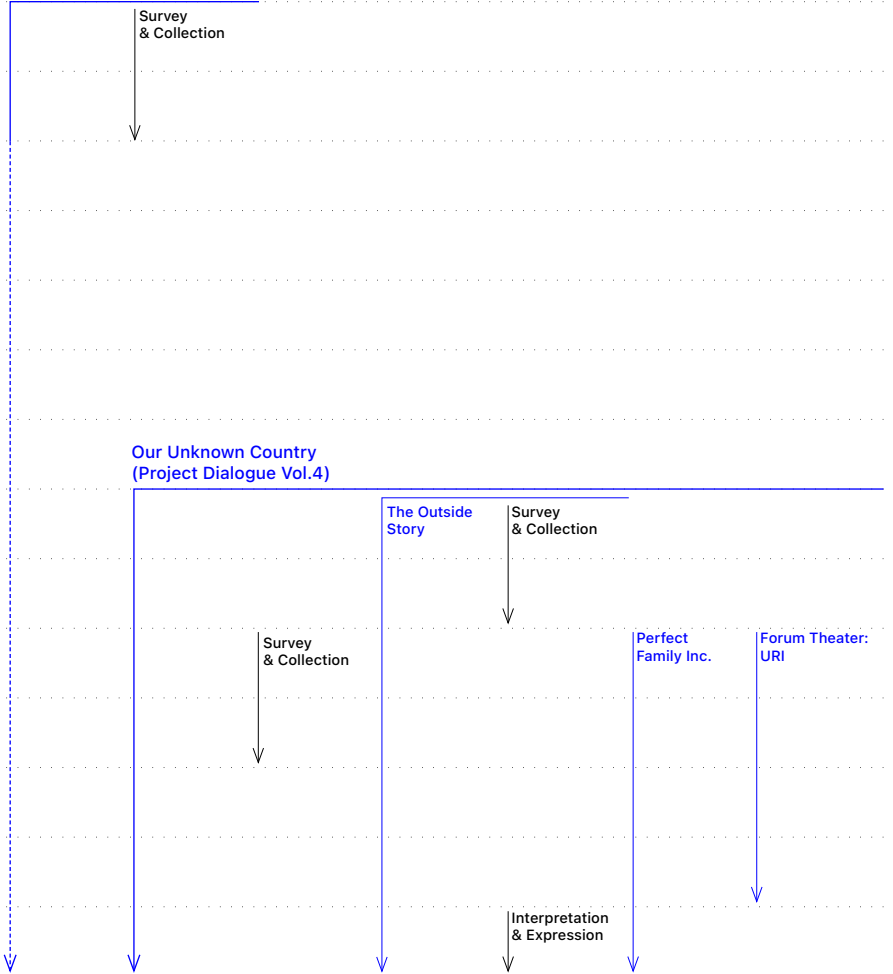 Survey
& Collection
Our Unknown Country
(Project Dialogue Vol.4)
The Outside
Story
Survey
& Collection
Survey
& Collection
Perfect
Family Inc.
Forum Theater:
URI
Interpretation
& Expression